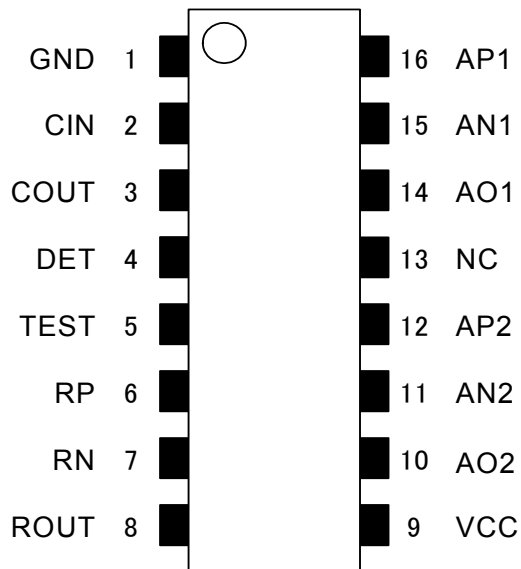 GND 1 16 AP1
CIN 2 15 AN1
COUT 3 14 AO1
DET 4 13 NC
TEST 5 12 AP2
RP 6 11 AN2
RN 7 10 AO2
ROUT 8 9 VCC